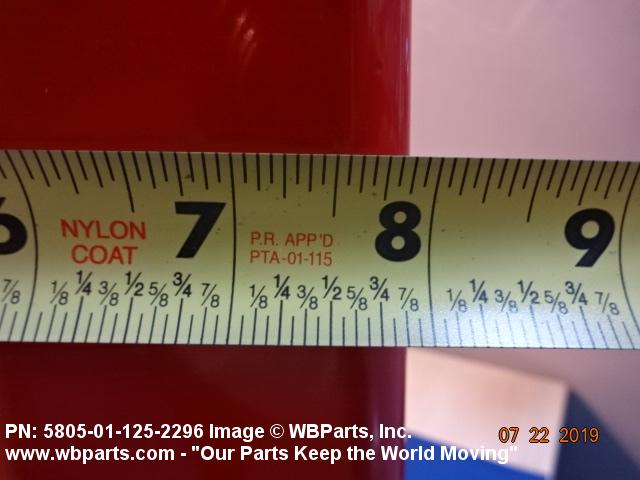 6 7 8 9
NYLON
COAT
P.R. APP'D
PTA-01-115
7/8 1/8 1/4 3/8 1/2 5/8 3/4 7/8 1/8 1/4 3/8 1/2 5/8 3/4 7/8 1/8 1/4 3/8 1/2 5/8 3/4 7/8
PN: 5805-01-125-2296 Image © WBParts, Inc.
07 22 2019
www.wbparts.com - "Our Parts Keep the World Moving"